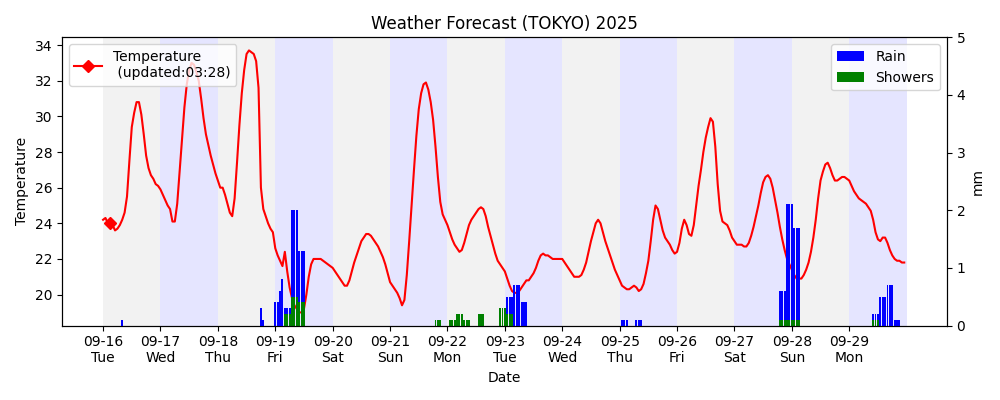 Weather Forecast (TOKYO) 2025
Temperature
(updated:03:28)
Rain
Showers
34
32
30
28
26
24
22
20
Temperature
5
4
3
2
1
0
mm
09-16 09-17 09-18 09-19 09-20 09-21 09-22 09-23 09-24 09-25 09-26 09-27 09-28 09-29
Tue Wed Thu Fri Sat Sun Mon Tue Wed Thu Fri Sat Sun Mon
Date